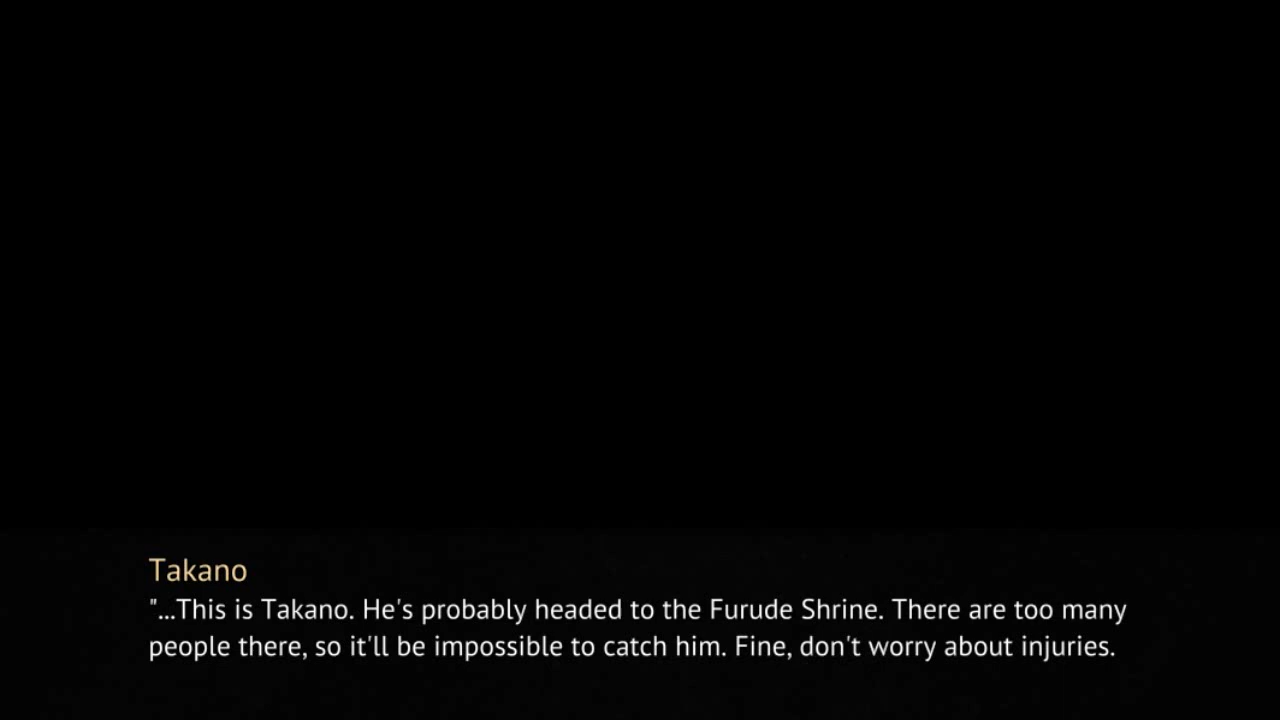 Takano
"...This is Takano. He's probably headed to the Furude Shrine. There are too many
people there, so it'll be impossible to catch him. Fine, don't worry about injuries.